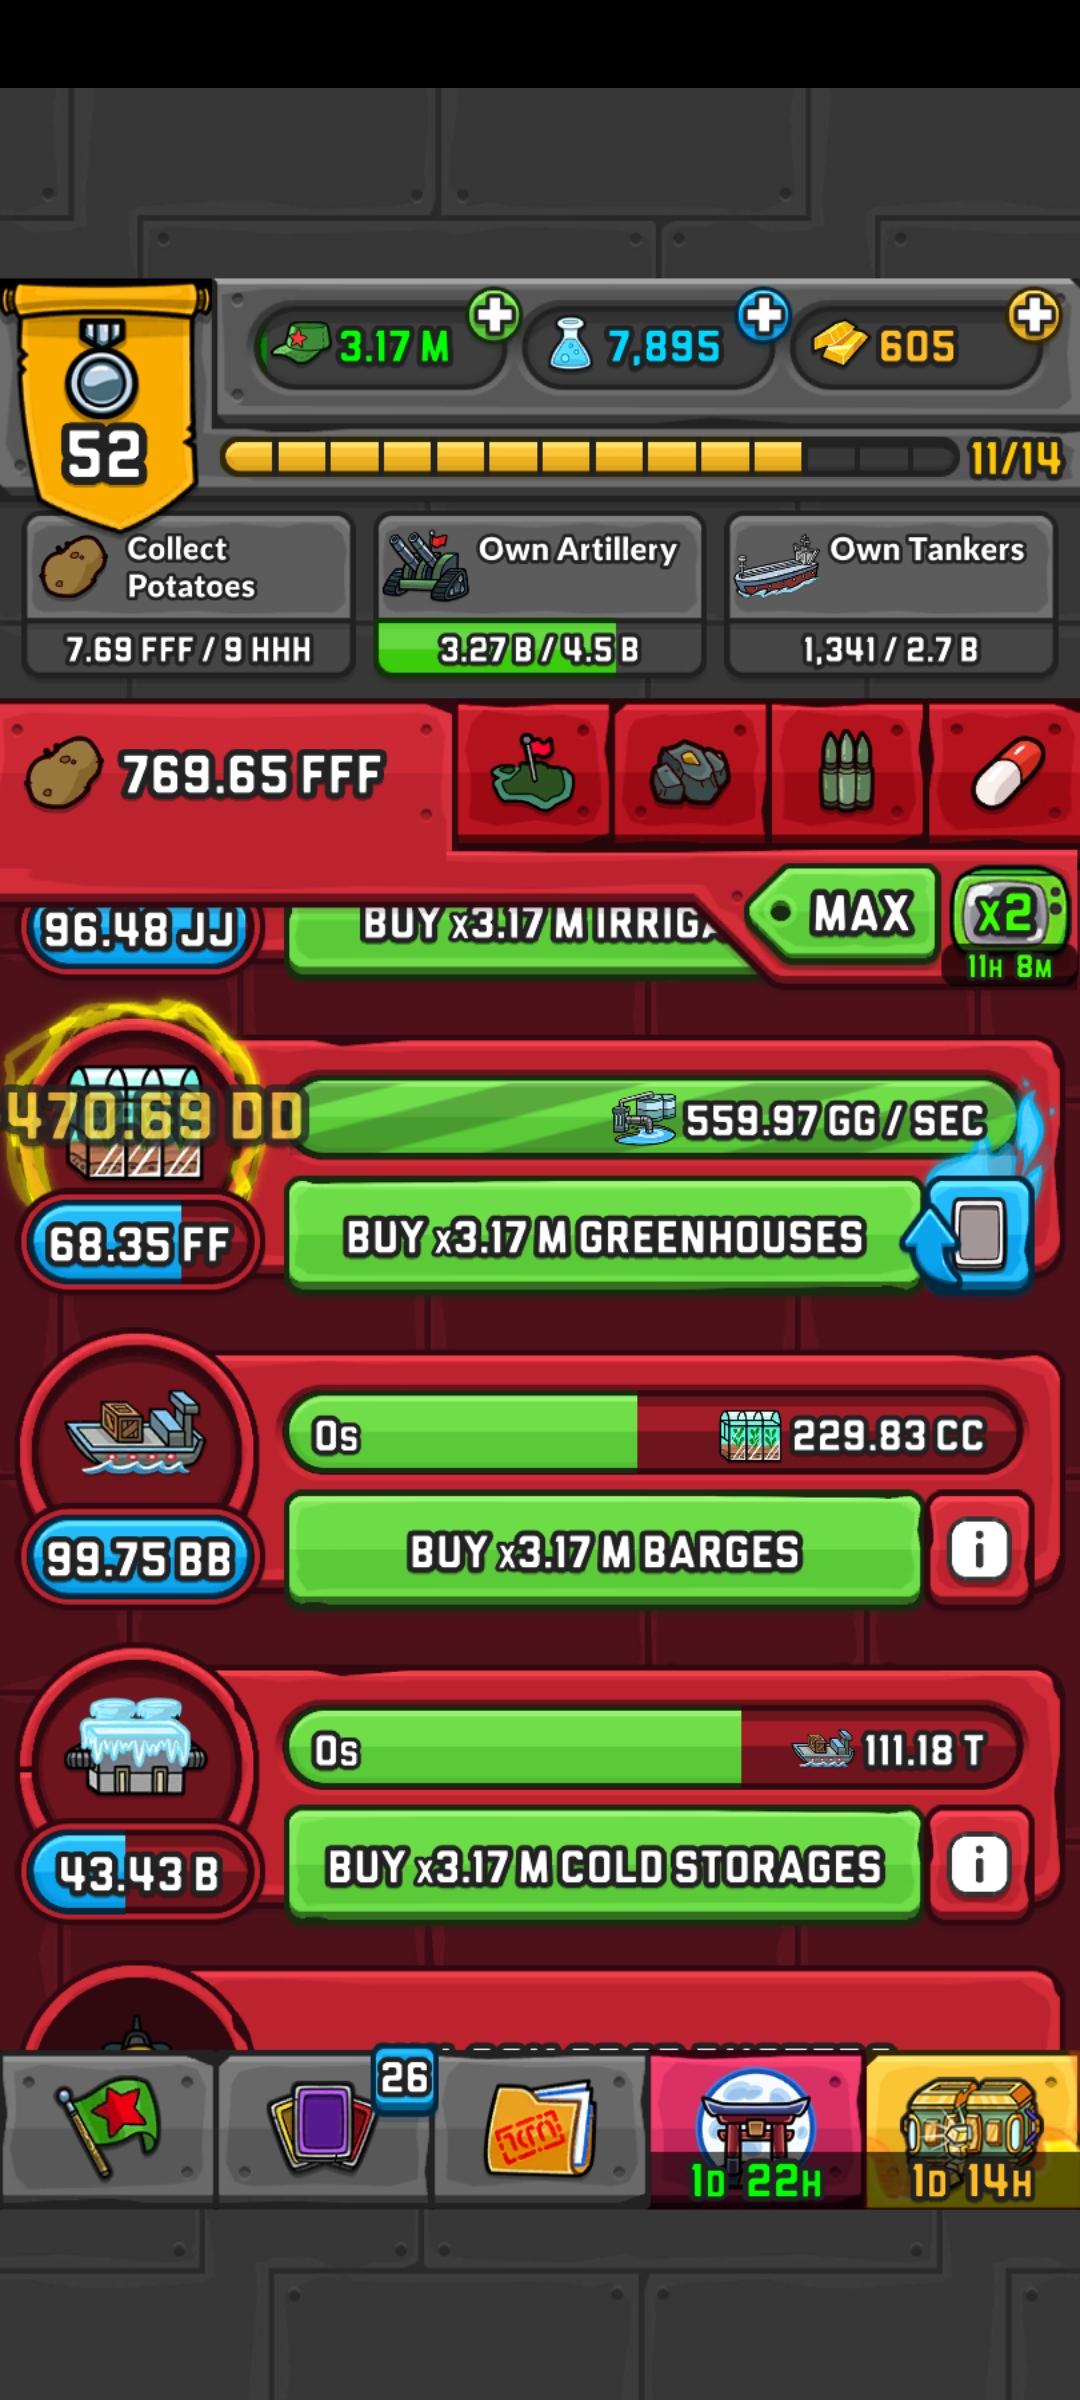 3.17 M
7,895
605
52
11/14
Collect
Potatoes
7.69 FFF / 9 HHH
Own Artillery
3.27 B / 4.5 B
Own Tankers
1,341 / 2.7 B
769.65 FFF
MAX
x2
11H 8M
96.48 JJ
BUY x3.17 M IRRIGA
470.69 DD
559.97 GG / SEC
68.35 FF
BUY x3.17 M GREENHOUSES
0s
229.83 CC
99.75 BB
BUY x3.17 M BARGES
i
0s
111.18 T
43.43 B
BUY x3.17 M COLD STORAGES
i
26
1D 22H
1D 14H